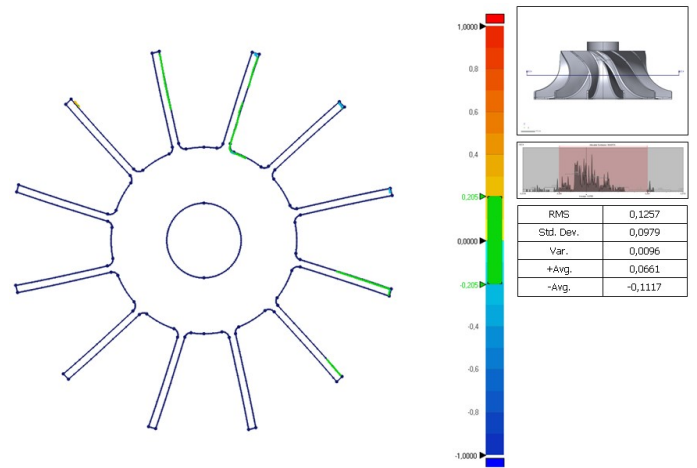 1,0000
0,8
0,6
0,4
0,205
0,0000
-0,205
-0,4
-0,6
-0,8
-1,0000
RMS 0,1257
Std. Dev. 0,0979
Var. 0,0096
+Avg. 0,0661
-Avg. -0,1117